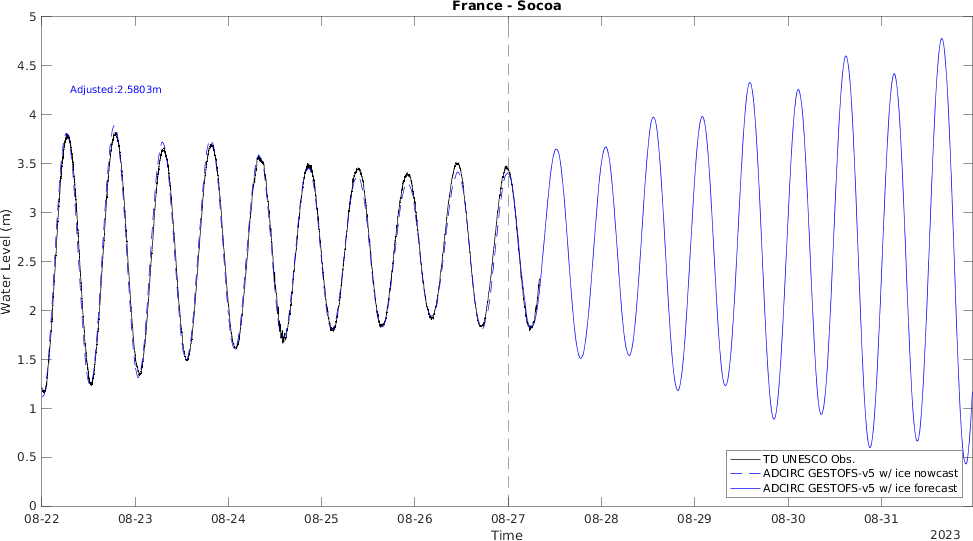 France - Socoa
Adjusted:2.5803m
Water Level (m)
5
4.5
4
3.5
3
2.5
2
1.5
1
0.5
0
TD UNESCO Obs.
ADCIRC GESTOFS-v5 w/ ice nowcast
ADCIRC GESTOFS-v5 w/ ice forecast
08-22 08-23 08-24 08-25 08-26 08-27 08-28 08-29 08-30 08-31
Time
2023